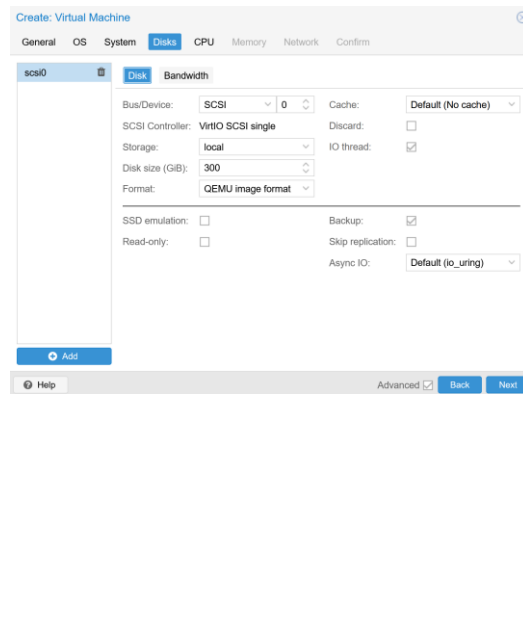 Create: Virtual Machine
General OS System Disks CPU Memory Network Confirm
scsi0
Disk Bandwidth
Bus/Device: SCSI 0 Cache: Default (No cache)
SCSI Controller: VirtIO SCSI single Discard:
Storage: local IO thread:
Disk size (GiB): 300
Format: QEMU image format
SSD emulation: Backup:
Read-only: Skip replication:
Async IO: Default (io_uring)
Add
Help Advanced Back Next